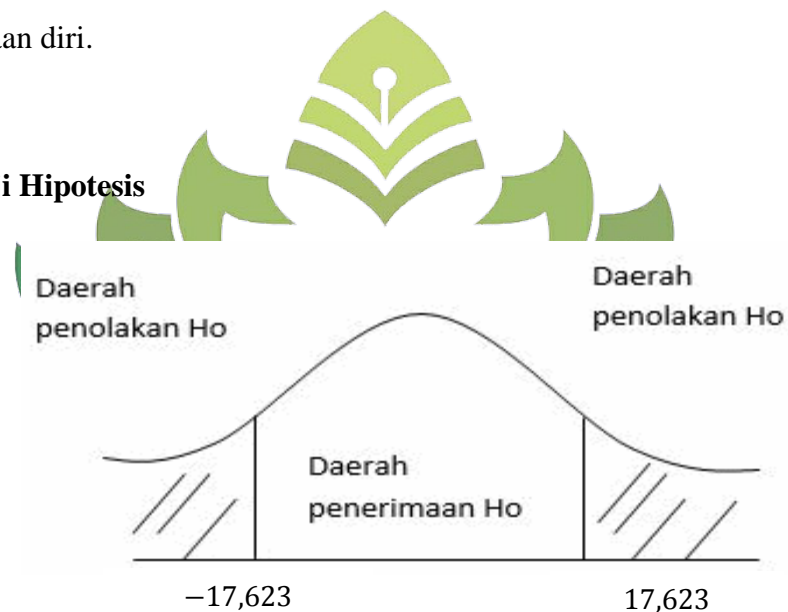 an diri.
i Hipotesis
Daerah
penolakan Ho
Daerah
penolakan Ho
Daerah
penerimaan Ho
−17,623
17,623